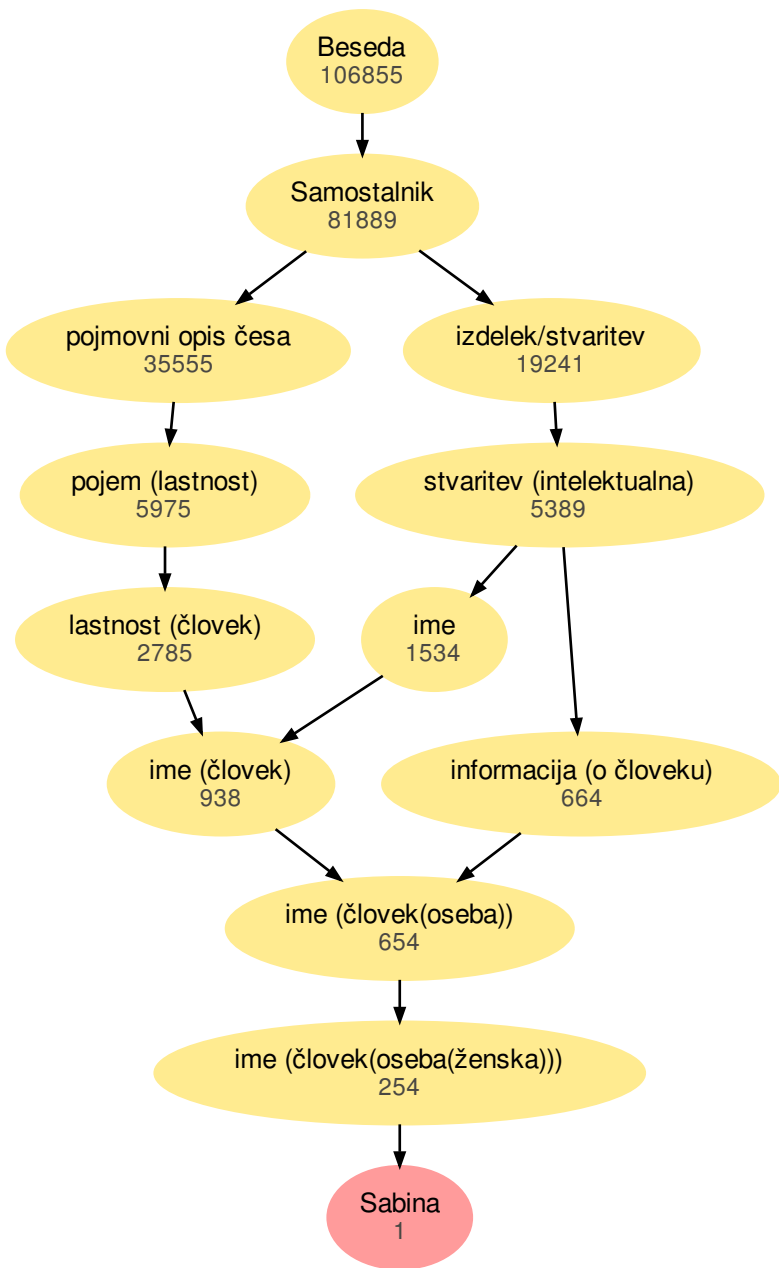 Beseda
106855
Samostalnik
81889
pojmovni opis česa
35555
izdelek/stvaritev
19241
pojem (lastnost)
5975
stvaritev (intelektualna)
5389
lastnost (človek)
2785
ime
1534
ime (človek)
938
informacija (o človeku)
664
ime (človek(oseba))
654
ime (človek(oseba(ženska)))
254
Sabina
1